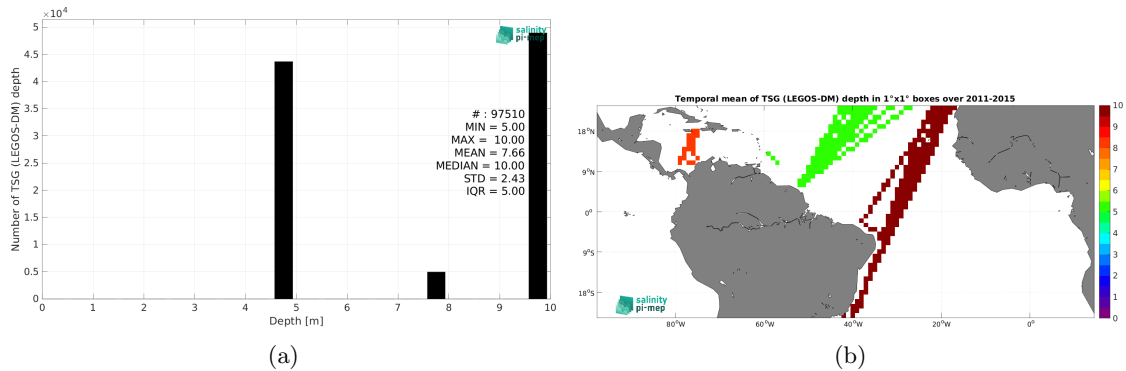 ×10⁴
5
4.5
4
3.5
3
2.5
2
1.5
1
0.5
0
Number of TSG (LEGOS-DM) depth
salinity
pi-mep
# : 97510
MIN = 5.00
MAX = 10.00
MEAN = 7.66
MEDIAN = 10.00
STD = 2.43
IQR = 5.00
0 1 2 3 4 5 6 7 8 9 10
Depth [m]
(a)
Temporal mean of TSG (LEGOS-DM) depth in 1°x1° boxes over 2011-2015
18°N
9°N
0°
9°S
18°S
salinity
pi-mep
80°W 60°W 40°W 20°W 0°
10
9
8
7
6
5
4
3
2
1
0
(b)